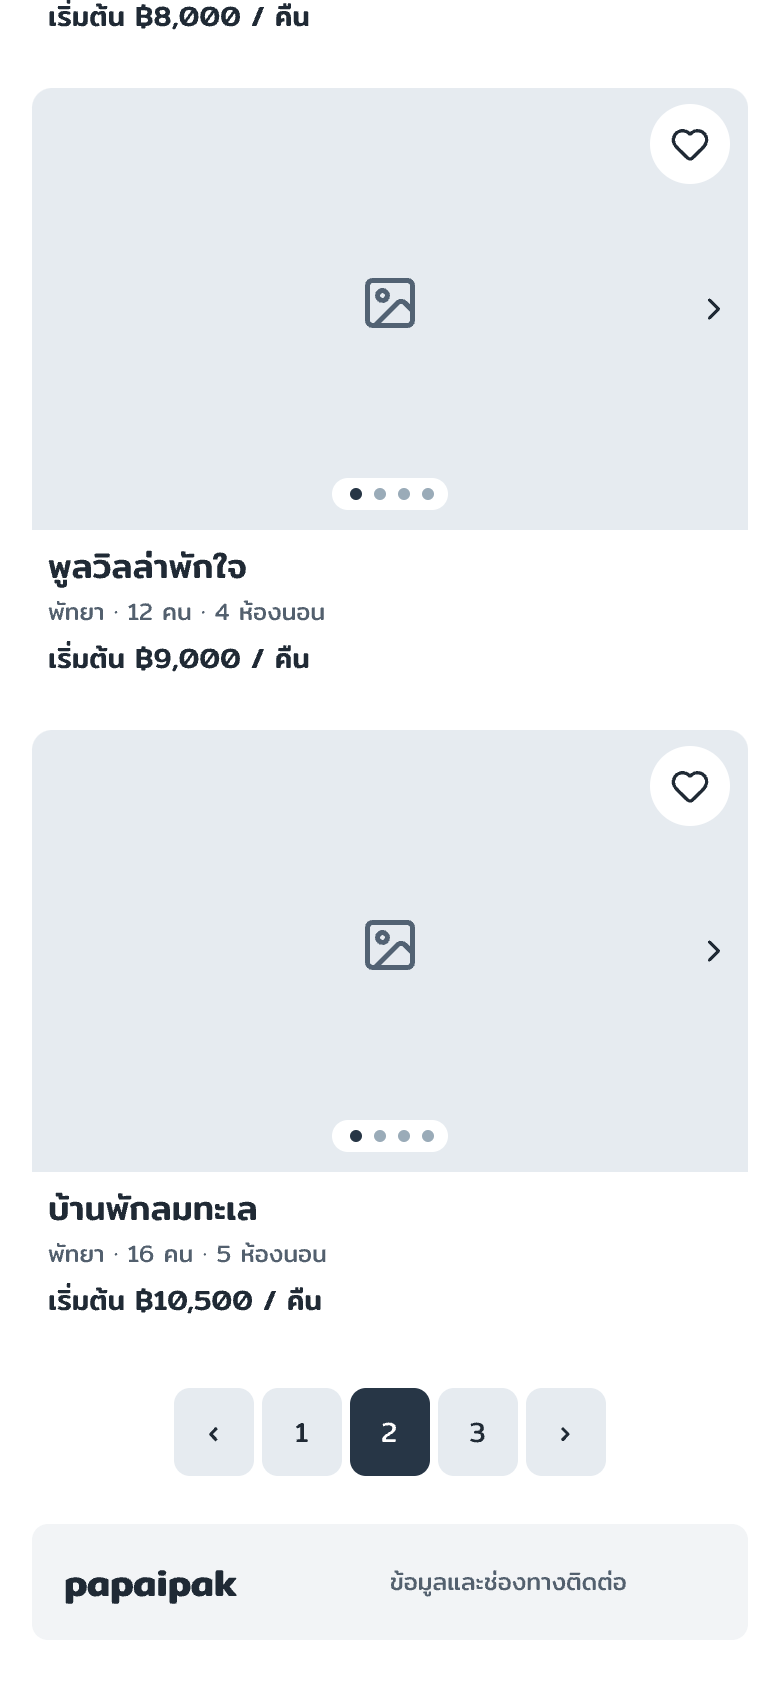 เริ่มต้น ฿8,000 / คืน
พูลวิลล่าพักใจ
พัทยา · 12 คน · 4 ห้องนอน
เริ่มต้น ฿9,000 / คืน
บ้านพักลมทะเล
พัทยา · 16 คน · 5 ห้องนอน
เริ่มต้น ฿10,500 / คืน
‹ 1 2 3 ›
papaipak ข้อมูลและช่องทางติดต่อ